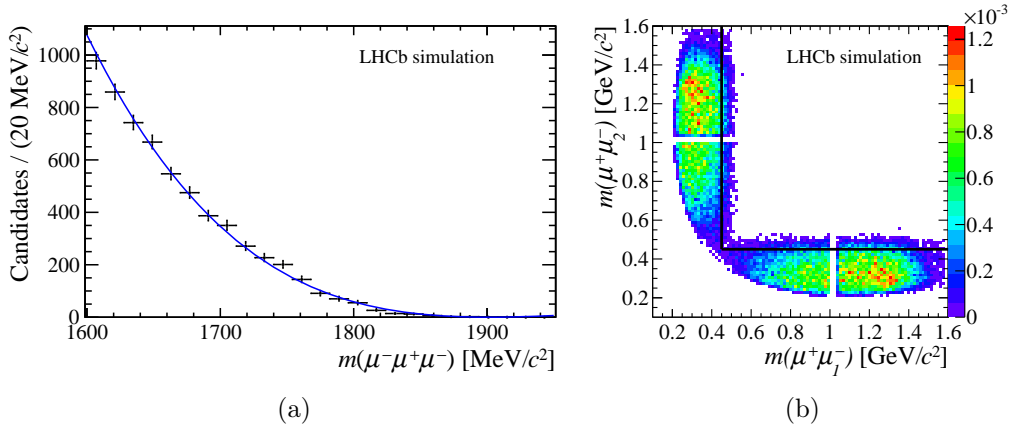 Candidates / (20 MeV/c²)
1000
800
600
400
200
0
LHCb simulation
1600
1700
1800
1900
m(μ⁻μ⁺μ⁻) [MeV/c²]
(a)
m(μ⁺μ₂⁻) [GeV/c²]
1.6
1.4
1.2
1
0.8
0.6
0.4
0.2
LHCb simulation
0.2 0.4 0.6 0.8 1 1.2 1.4 1.6
m(μ⁺μ₁⁻) [GeV/c²]
×10⁻³
1.2
1
0.8
0.6
0.4
0.2
0
(b)